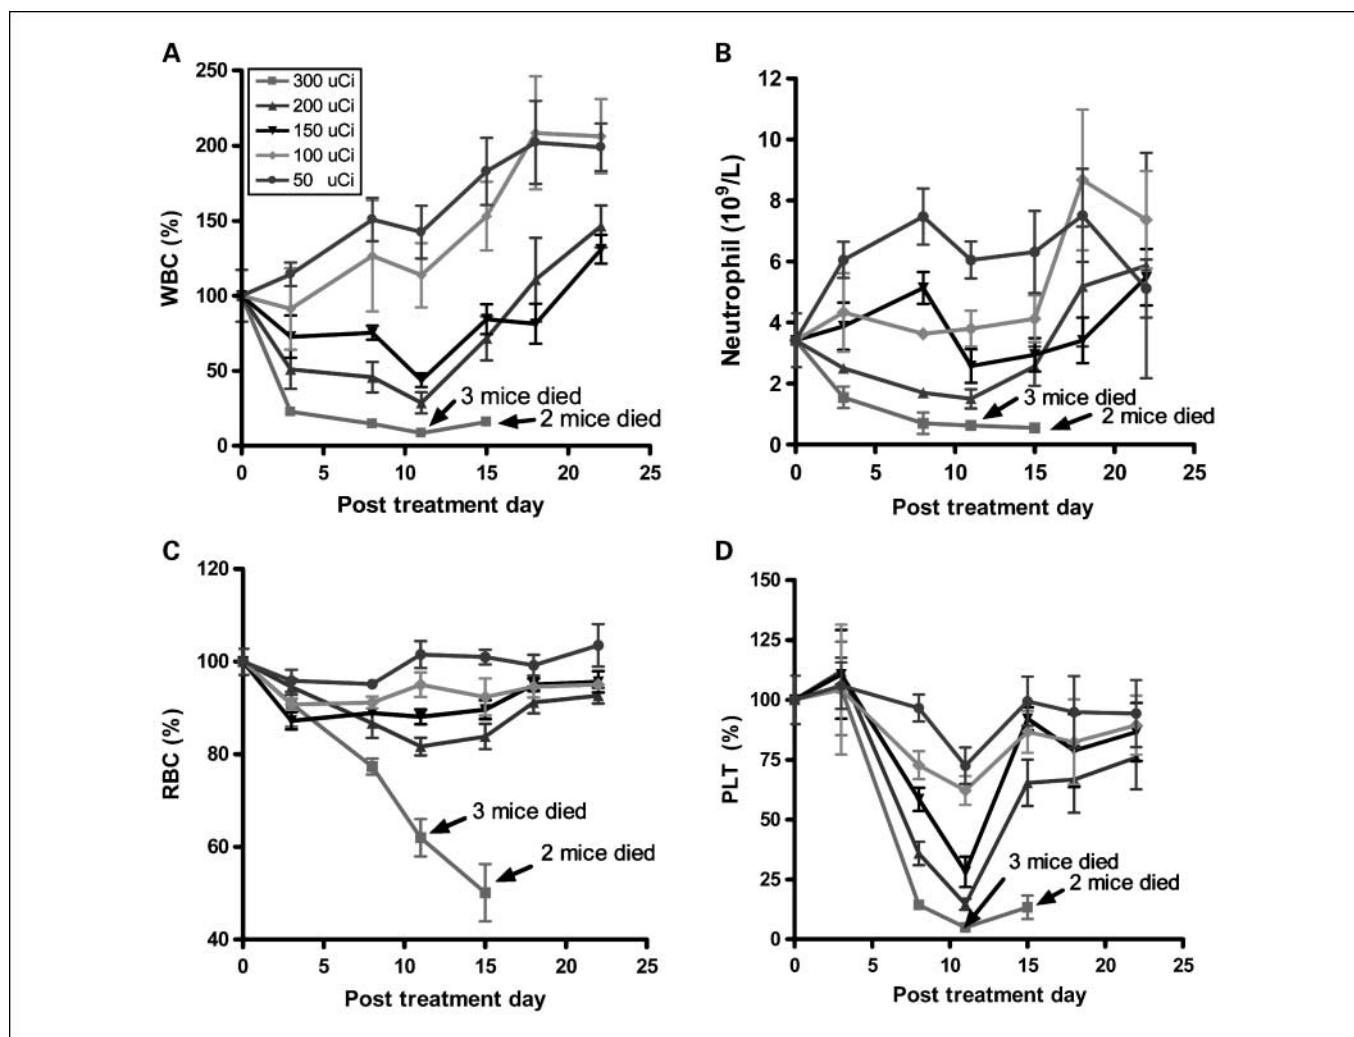 A
WBC (%)
250
200
150
100
50
0
300 uCi
200 uCi
150 uCi
100 uCi
50 uCi
3 mice died
2 mice died
0 5 10 15 20 25
Post treatment day
B
Neutrophil (10⁹/L)
12
10
8
6
4
2
0
3 mice died
2 mice died
0 5 10 15 20 25
Post treatment day
C
RBC (%)
120
100
80
60
40
3 mice died
2 mice died
0 5 10 15 20 25
Post treatment day
D
PLT (%)
150
125
100
75
50
25
0
3 mice died
2 mice died
0 5 10 15 20 25
Post treatment day